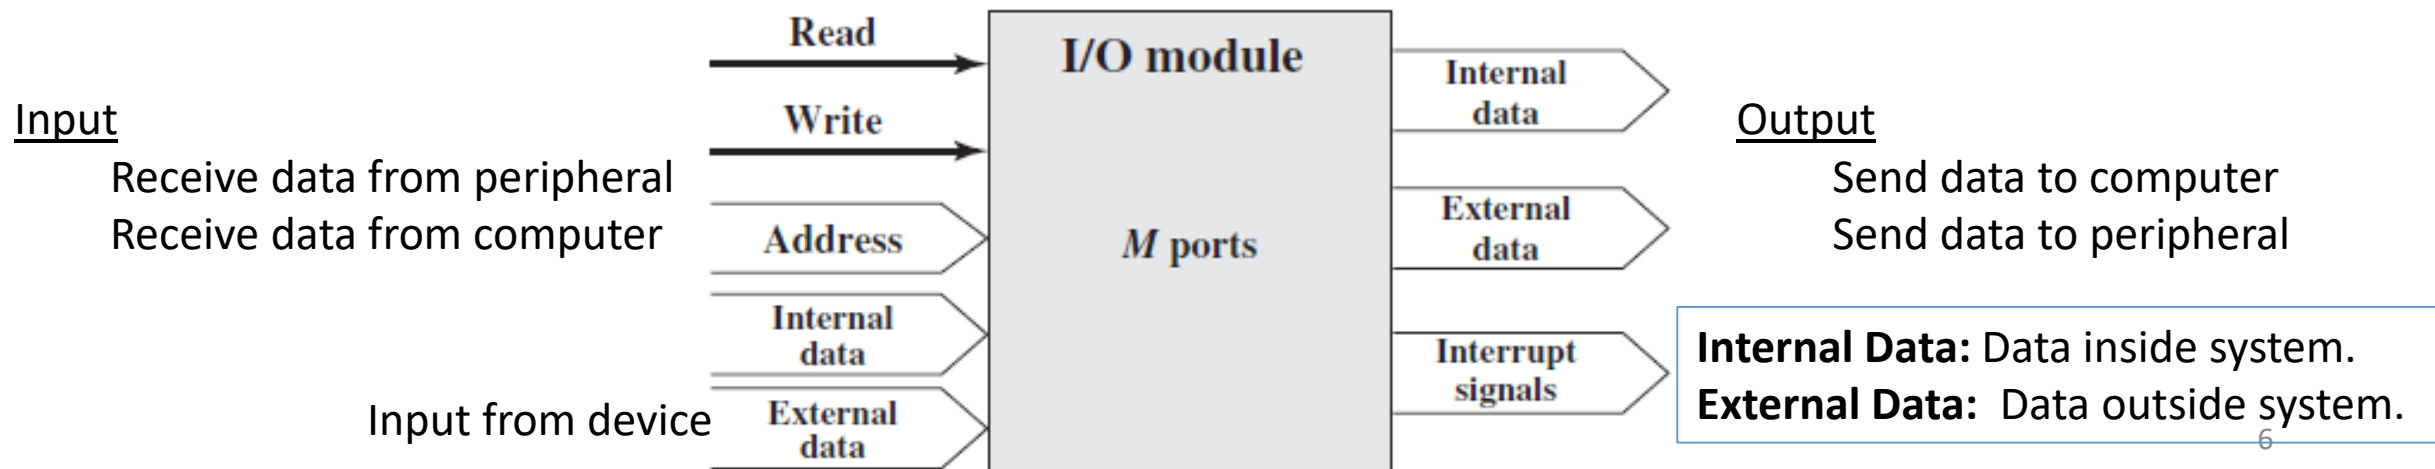 Input
Receive data from peripheral
Receive data from computer
Input from device
Read
Write
Address
Internal
data
External
data
I/O module
M ports
Internal
data
External
data
Interrupt
signals
Output
Send data to computer
Send data to peripheral
Internal Data: Data inside system.
External Data: Data outside system.
6